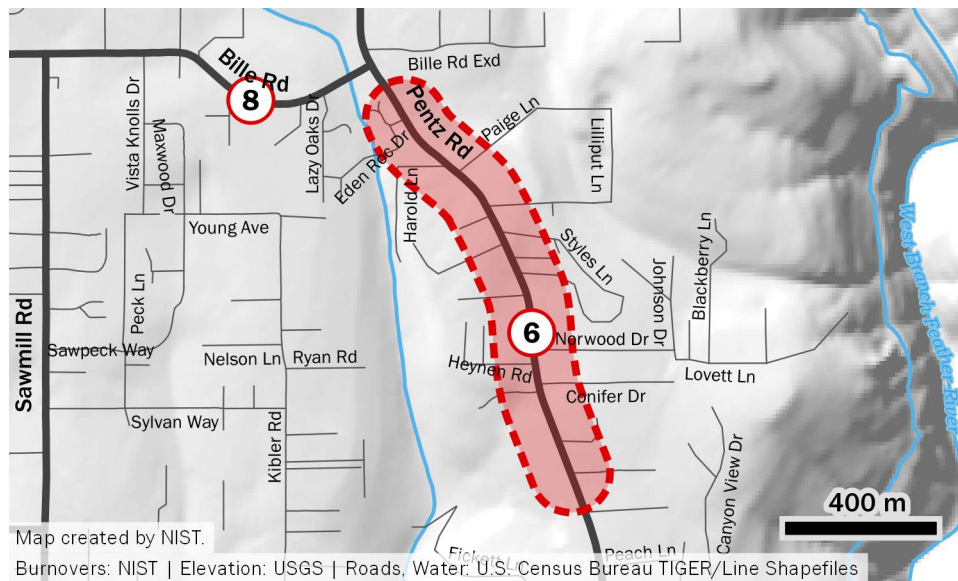 Bille Rd
8
Bille Rd Exd
Pentz Rd
Paige Ln
Lilliput Ln
Vista Knolls Dr
Maxwood Dr
Lazy Oaks Dr
Eden Roc Dr
Harold Ln
Young Ave
Styles Ln
Johnson Dr
Blackberry Ln
West Branch Feather River
Peck Ln
Sawmill Rd
Sawpeck Way
Nelson Ln
Ryan Rd
6
Norwood Dr
Heynen Rd
Lovett Ln
Conifer Dr
Sylvan Way
Kibler Rd
Canyon View Dr
400 m
Fickett Ln
Peach Ln
Map created by NIST.
Burnovers: NIST | Elevation: USGS | Roads, Water: U.S. Census Bureau TIGER/Line Shapefiles